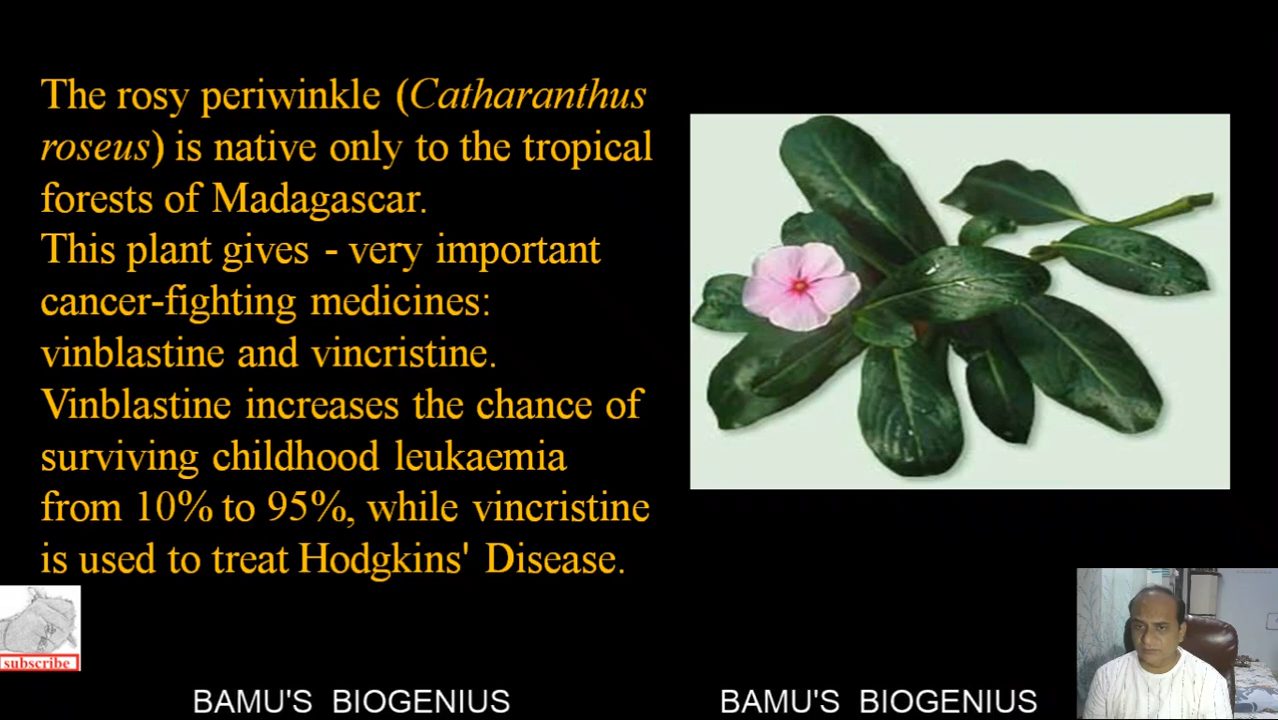 The rosy periwinkle (Catharanthus
roseus) is native only to the tropical
forests of Madagascar.
This plant gives - very important
cancer-fighting medicines:
vinblastine and vincristine.
Vinblastine increases the chance of
surviving childhood leukaemia
from 10% to 95%, while vincristine
is used to treat Hodgkins' Disease.
subscribe
BAMU'S BIOGENIUS
BAMU'S BIOGENIUS